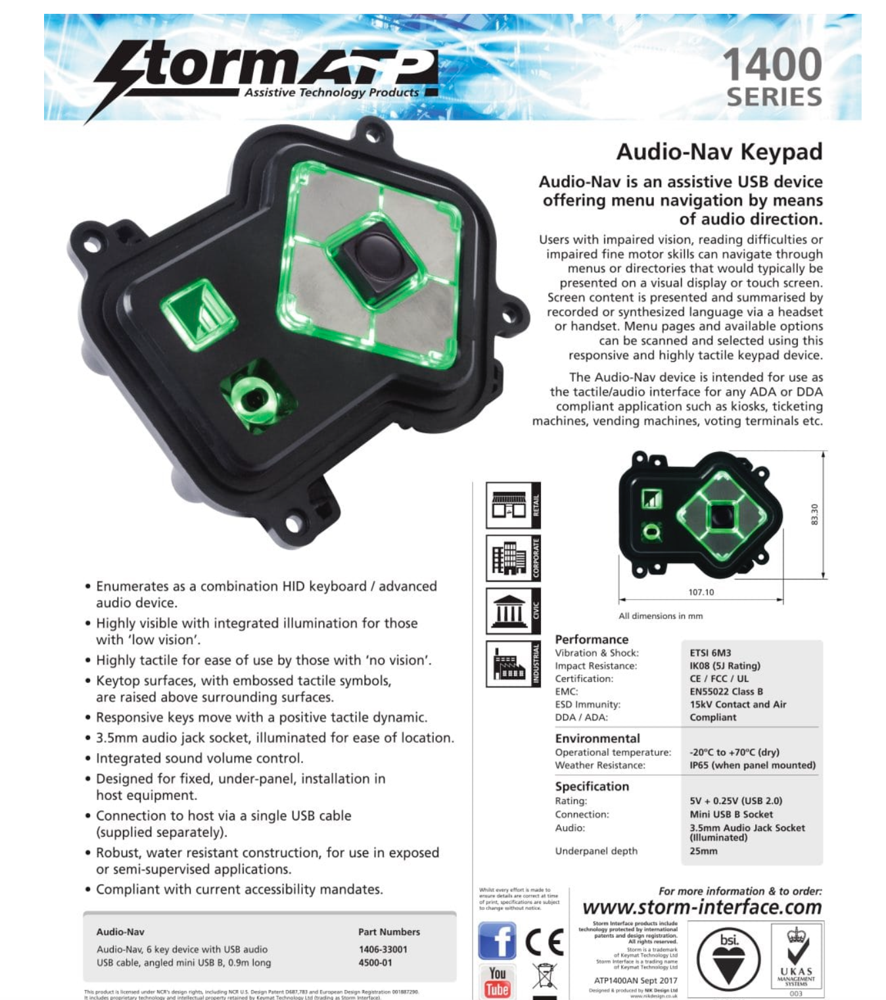 Storm ATP
Assistive Technology Products
1400
SERIES
Audio-Nav Keypad
Audio-Nav is an assistive USB device
offering menu navigation by means
of audio direction.
Users with impaired vision, reading difficulties or
impaired fine motor skills can navigate through
menus or directories that would typically be
presented on a visual display or touch screen.
Screen content is presented and summarised by
recorded or synthesized language via a headset
or handset. Menu pages and available options
can be scanned and selected using this
responsive and highly tactile keypad device.
The Audio-Nav device is intended for use as
the tactile/audio interface for any ADA or DDA
compliant application such as kiosks, ticketing
machines, vending machines, voting terminals etc.
83.30
107.10
All dimensions in mm
RETAIL
CORPORATE
CIVIC
INDUSTRIAL
• Enumerates as a combination HID keyboard / advanced
audio device.
• Highly visible with integrated illumination for those
with ‘low vision’.
• Highly tactile for ease of use by those with ‘no vision’.
• Keytop surfaces, with embossed tactile symbols,
are raised above surrounding surfaces.
• Responsive keys move with a positive tactile dynamic.
• 3.5mm audio jack socket, illuminated for ease of location.
• Integrated sound volume control.
• Designed for fixed, under-panel, installation in
host equipment.
• Connection to host via a single USB cable
(supplied separately).
• Robust, water resistant construction, for use in exposed
or semi-supervised applications.
• Compliant with current accessibility mandates.
Performance
Vibration & Shock: ETSI 6M3
Impact Resistance: IK08 (5J Rating)
Certification: CE / FCC / UL
EMC: EN55022 Class B
ESD Immunity: 15kV Contact and Air
DDA / ADA: Compliant
Environmental
Operational temperature: -20ºC to +70ºC (dry)
Weather Resistance: IP65 (when panel mounted)
Specification
Rating: 5V + 0.25V (USB 2.0)
Connection: Mini USB B Socket
Audio: 3.5mm Audio Jack Socket
(Illuminated)
Underpanel depth 25mm
Audio-Nav Part Numbers
Audio-Nav, 6 key device with USB audio 1406-33001
USB cable, angled mini USB B, 0.9m long 4500-01
This product is licensed under NCR's design rights, including NCR U.S. Design Patent D687,783 and European Design Registration 001887290.
It includes proprietary technology and intellectual property retained by Keymat Technology Ltd (trading as Storm Interface).
Whilst every effort is made to
ensure details are correct at time
of print, specifications are subject
to change without notice.
f
CE
You
Tube
For more information & to order:
www.storm-interface.com
Storm Interface products include
technology protected by international
patents and design registration.
All rights reserved.
Storm is a trademark
of Keymat Technology Ltd
Storm Interface is a trading name
of Keymat Technology Ltd
ATP1400AN Sept 2017
Designed & produced by NIK Design Ltd
www.nikdesign.co.uk
bsi.
UKAS
MANAGEMENT
SYSTEMS
003